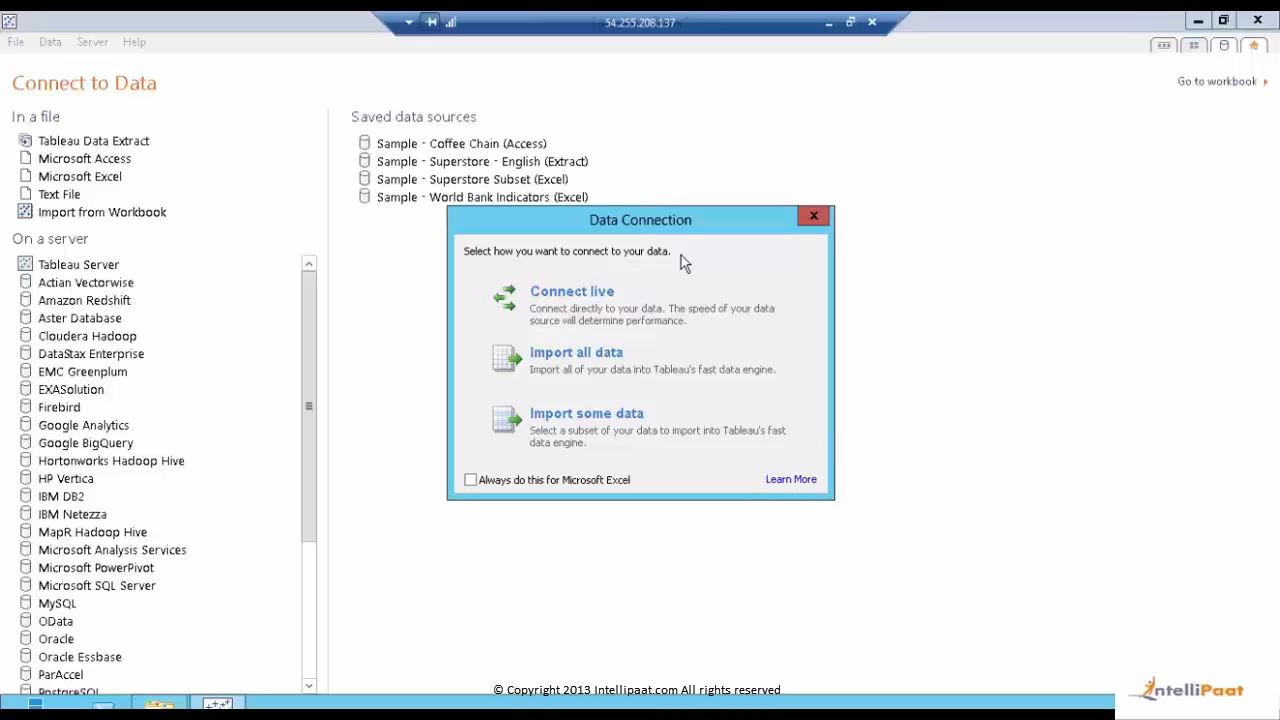 54.255.208.137
File Data Server Help
Connect to Data
Go to workbook
In a file
Tableau Data Extract
Microsoft Access
Microsoft Excel
Text File
Import from Workbook
On a server
Tableau Server
Actian Vectorwise
Amazon Redshift
Aster Database
Cloudera Hadoop
DataStax Enterprise
EMC Greenplum
EXASolution
Firebird
Google Analytics
Google BigQuery
Hortonworks Hadoop Hive
HP Vertica
IBM DB2
IBM Netezza
MapR Hadoop Hive
Microsoft Analysis Services
Microsoft PowerPivot
Microsoft SQL Server
MySQL
OData
Oracle
Oracle Essbase
ParAccel
PostgreSQL
Saved data sources
Sample - Coffee Chain (Access)
Sample - Superstore - English (Extract)
Sample - Superstore Subset (Excel)
Sample - World Bank Indicators (Excel)
Data Connection
Select how you want to connect to your data.
Connect live
Connect directly to your data. The speed of your data
source will determine performance.
Import all data
Import all of your data into Tableau's fast data engine.
Import some data
Select a subset of your data to import into Tableau's fast
data engine.
Always do this for Microsoft Excel
Learn More
© Copyright 2013 Intellipaat.com All rights reserved
IntelliPaat